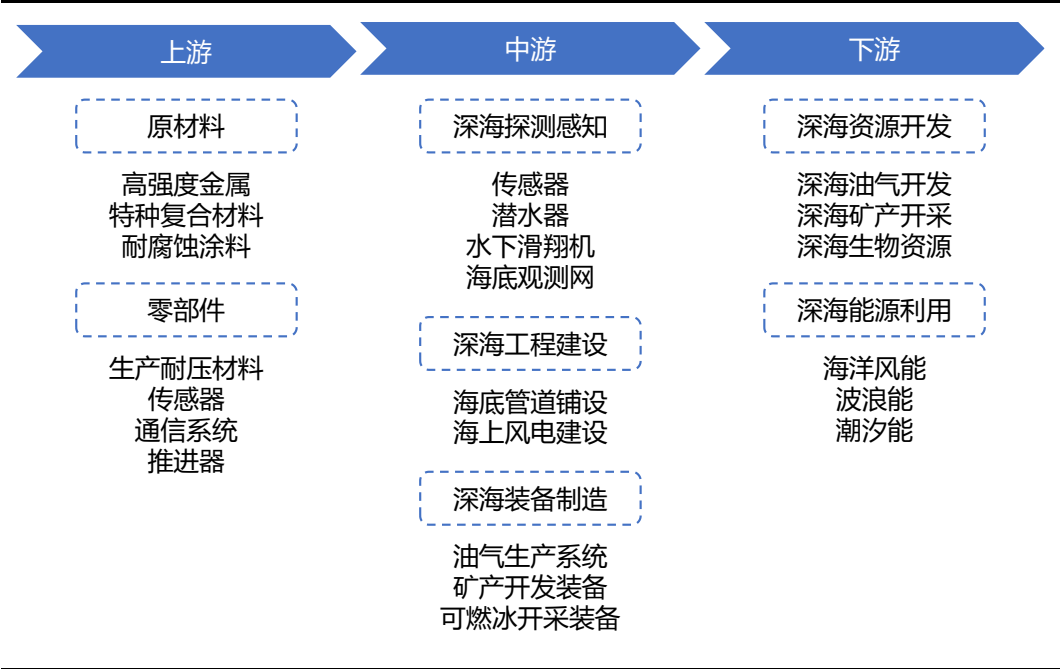 上游
原材料
高强度金属
特种复合材料
耐腐蚀涂料
零部件
生产耐压材料
传感器
通信系统
推进器
中游
深海探测感知
传感器
潜水器
水下滑翔机
海底观测网
深海工程建设
海底管道铺设
海上风电建设
深海装备制造
油气生产系统
矿产开发装备
可燃冰开采装备
下游
深海资源开发
深海油气开发
深海矿产开采
深海生物资源
深海能源利用
海洋风能
波浪能
潮汐能